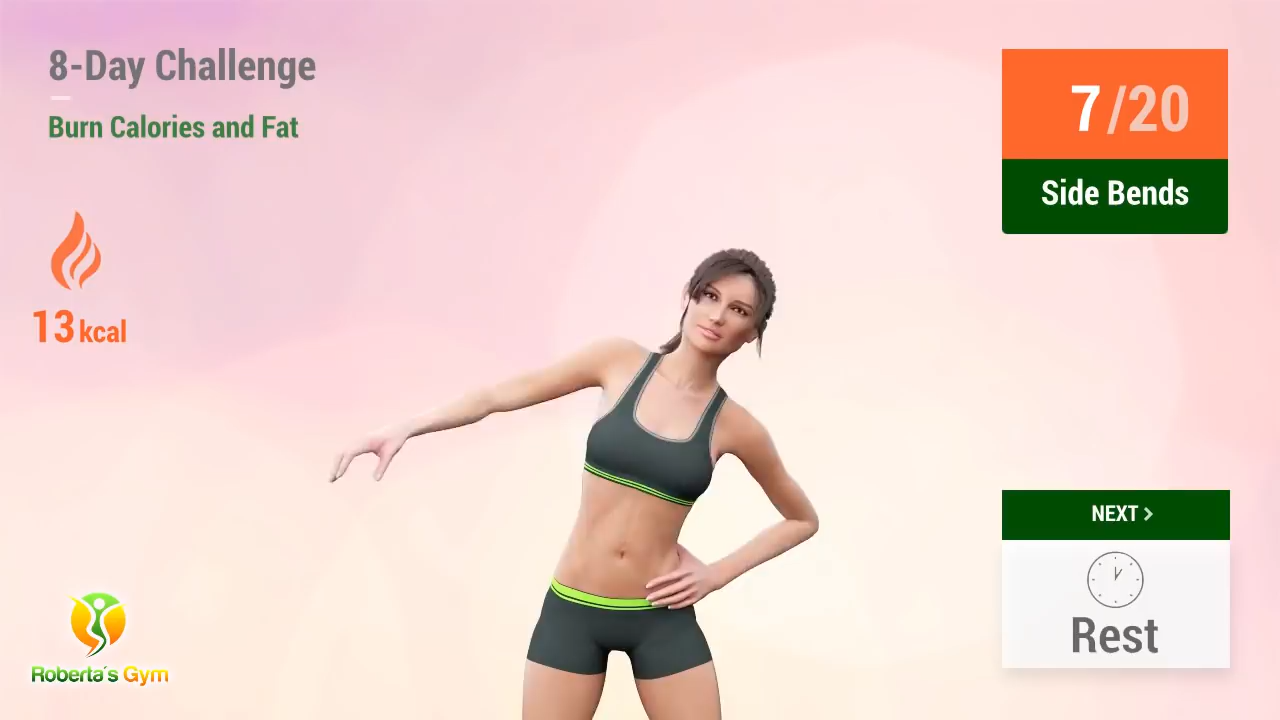 8-Day Challenge
Burn Calories and Fat
13 kcal
7/20
Side Bends
NEXT >
Rest
Roberta´s Gym